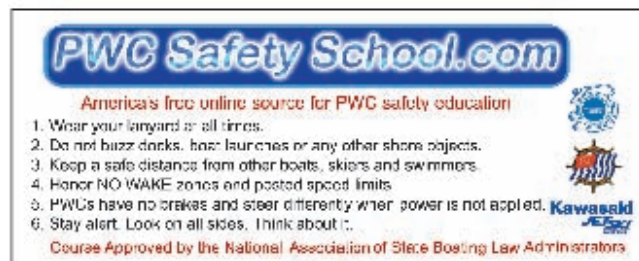 PWC Safety School.com
America's free online source for PWC safety education
1. Wear your lanyard at all times.
2. Do not buzz docks, boat launches or any other shore objects.
3. Keep a safe distance from other boats, skiers and swimmers.
4. Honor NO WAKE zones and posted speed limits
5. PWCs have no brakes and steer differently when power is not applied.
6. Stay alert. Look on all sides. Think about it.
Kawasaki
JET SKI
Course Approved by the National Association of State Boating Law Administrators